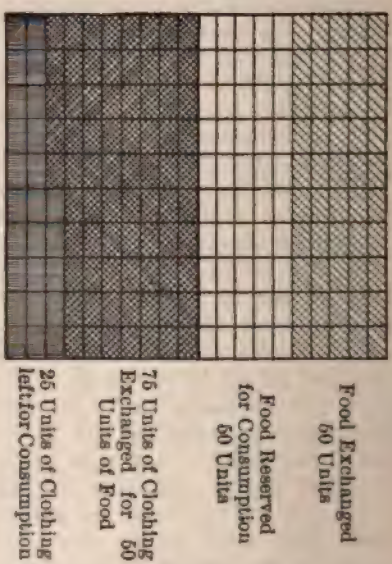 Food Exchanged
50 Units
Food Reserved
for Consumption
50 Units
75 Units of Clothing
Exchanged for 50
Units of Food
25 Units of Clothing
left for Consumption